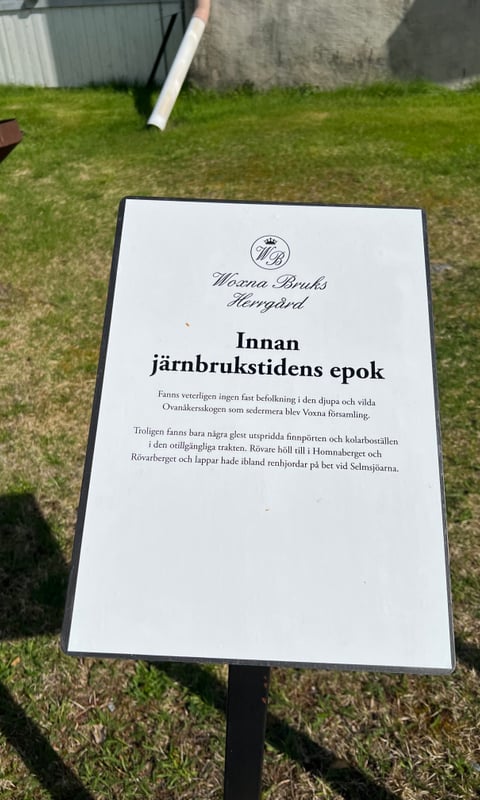 WB
Woxna Bruks
Herrgård
Innan
järnbrukstidens epok
Fanns veterligen ingen fast befolkning i den djupa och vilda
Ovanåkersskogen som sedermera blev Voxna församling.
Troligen fanns bara några glest utspridda finnpörten och kolarboställen
i den otillgängliga trakten. Rövare höll till i Homnaberget och
Rövarberget och lappar hade ibland renhjordar på bet vid Selmsjöarna.